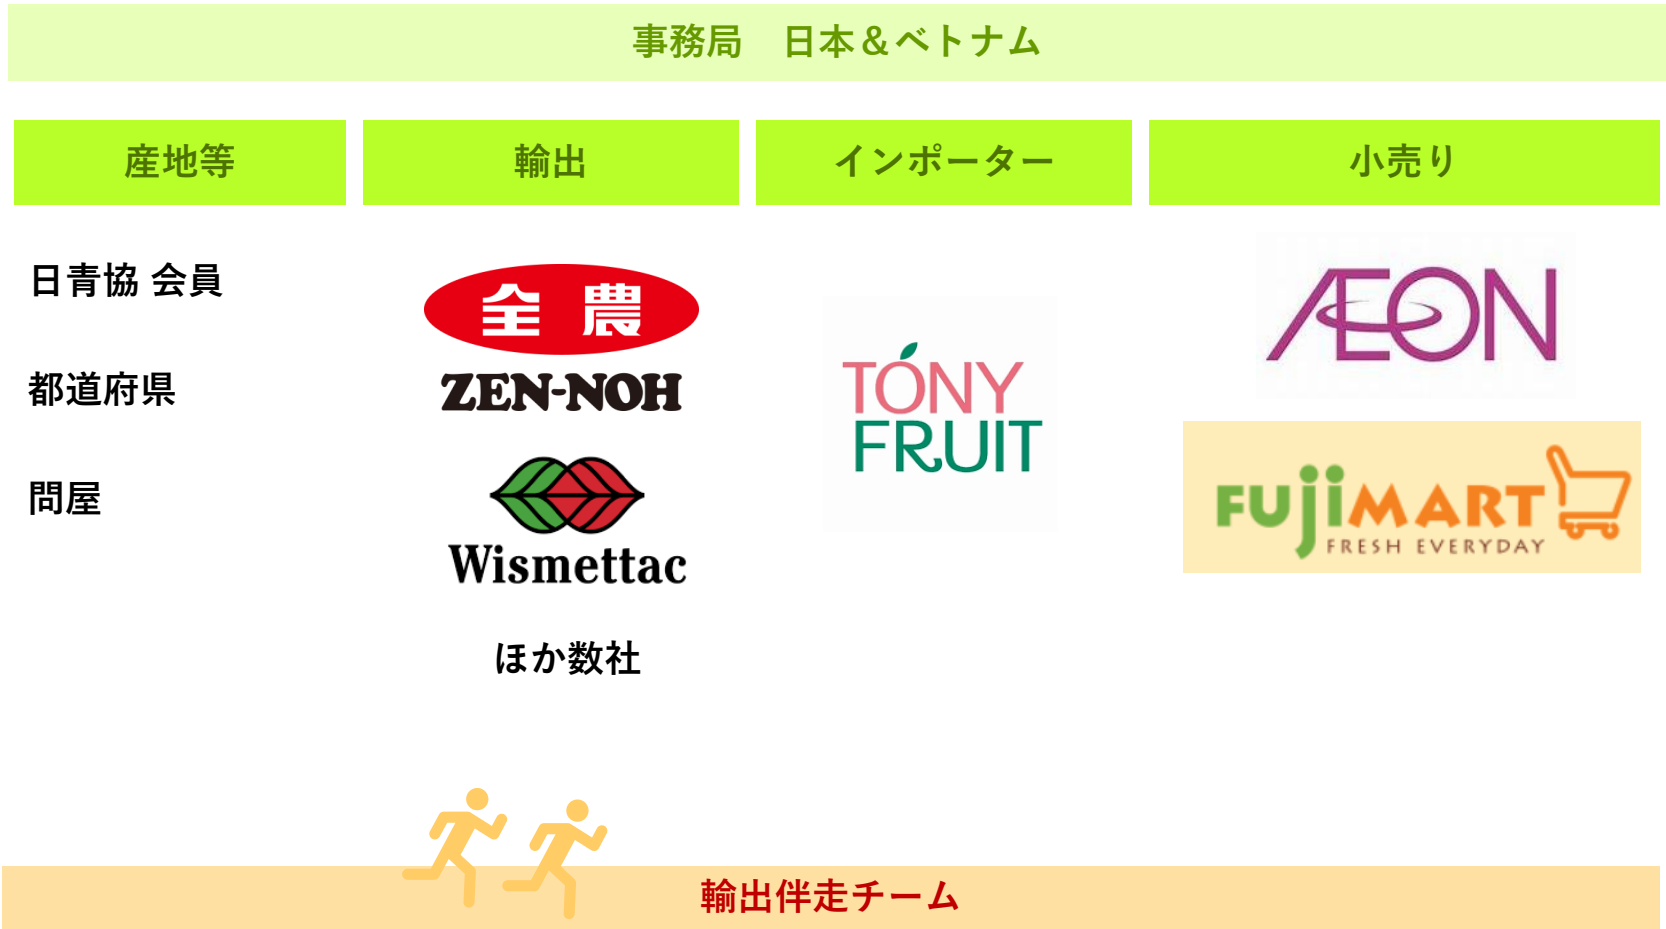 事務局　日本＆ベトナム
産地等
輸出
インポーター
小売り
日青協 会員
都道府県
問屋
全農
ZEN-NOH
Wismettac
ほか数社
TONY
FRUIT
ÆON
FUJIMART
FRESH EVERYDAY
輸出伴走チーム